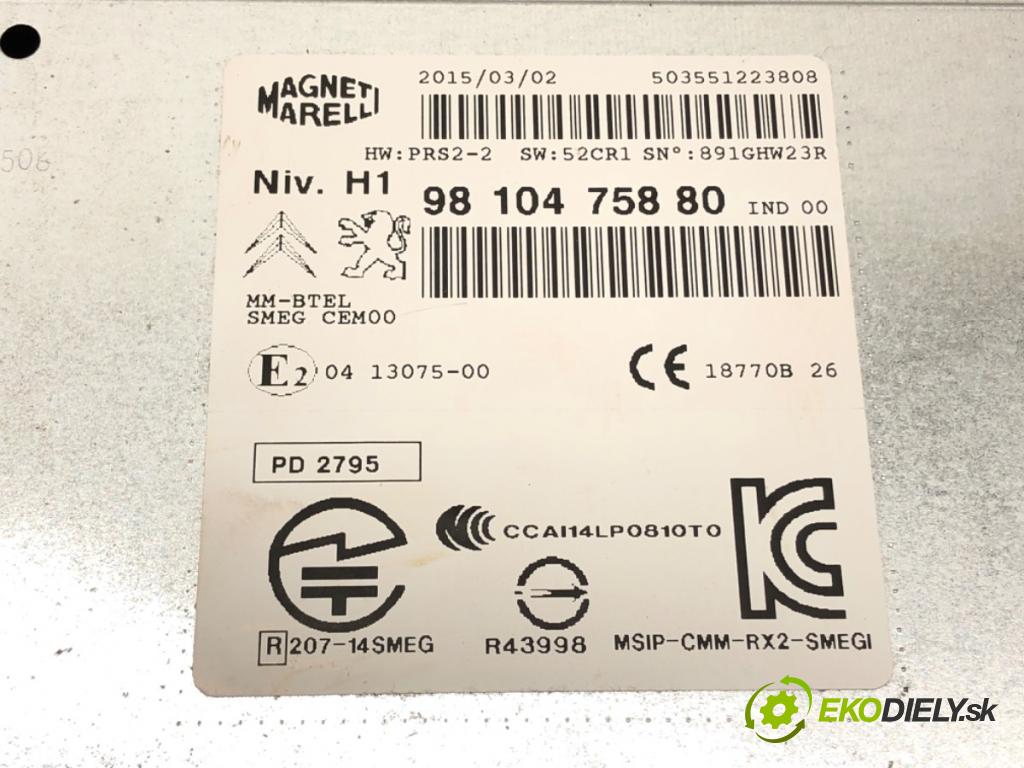 506
MAGNETI MARELLI
2015/03/02 503551223808
HW:PRS2-2 SW:52CR1 SN°:891GHW23R
Niv. H1 98 104 758 80 IND 00
MM-BTEL
SMEG CEM00
E2 04 13075-00 CE 18770B 26
PD 2795
CCAI14LP0810T0
KC
R 207-14SMEG R43998 MSIP-CMM-RX2-SMEGI
EKODIELY.sk